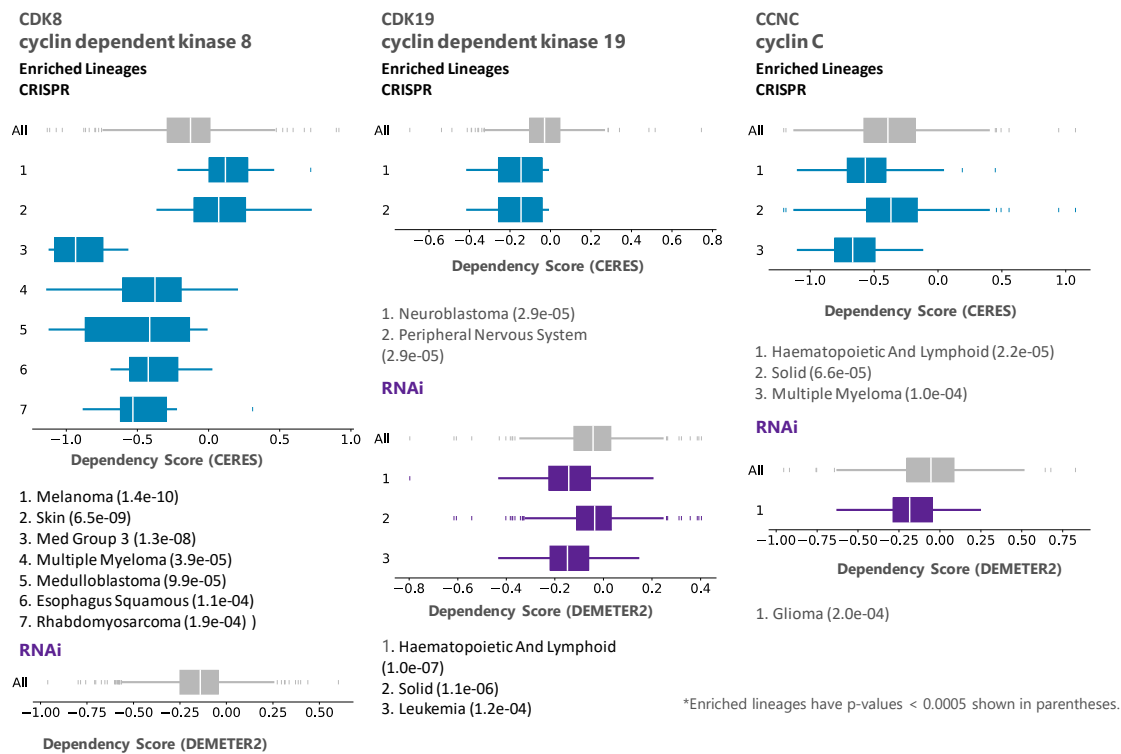 CDK8
cyclin dependent kinase 8
Enriched Lineages
CRISPR
All
1
2
3
4
5
6
7
−1.0 −0.5 0.0 0.5 1.0
Dependency Score (CERES)
1. Melanoma (1.4e-10)
2. Skin (6.5e-09)
3. Med Group 3 (1.3e-08)
4. Multiple Myeloma (3.9e-05)
5. Medulloblastoma (9.9e-05)
6. Esophagus Squamous (1.1e-04)
7. Rhabdomyosarcoma (1.9e-04) )
RNAi
All
−1.00 −0.75 −0.50 −0.25 0.00 0.25 0.50
Dependency Score (DEMETER2)
CDK19
cyclin dependent kinase 19
Enriched Lineages
CRISPR
All
1
2
−0.6 −0.4 −0.2 0.0 0.2 0.4 0.6 0.8
Dependency Score (CERES)
1. Neuroblastoma (2.9e-05)
2. Peripheral Nervous System
(2.9e-05)
RNAi
All
1
2
3
−0.8 −0.6 −0.4 −0.2 0.0 0.2 0.4
Dependency Score (DEMETER2)
1. Haematopoietic And Lymphoid
(1.0e-07)
2. Solid (1.1e-06)
3. Leukemia (1.2e-04)
CCNC
cyclin C
Enriched Lineages
CRISPR
All
1
2
3
−1.0 −0.5 0.0 0.5 1.0
Dependency Score (CERES)
1. Haematopoietic And Lymphoid (2.2e-05)
2. Solid (6.6e-05)
3. Multiple Myeloma (1.0e-04)
RNAi
All
1
−1.00 −0.75 −0.50 −0.25 0.00 0.25 0.50 0.75
Dependency Score (DEMETER2)
1. Glioma (2.0e-04)
*Enriched lineages have p-values < 0.0005 shown in parentheses.